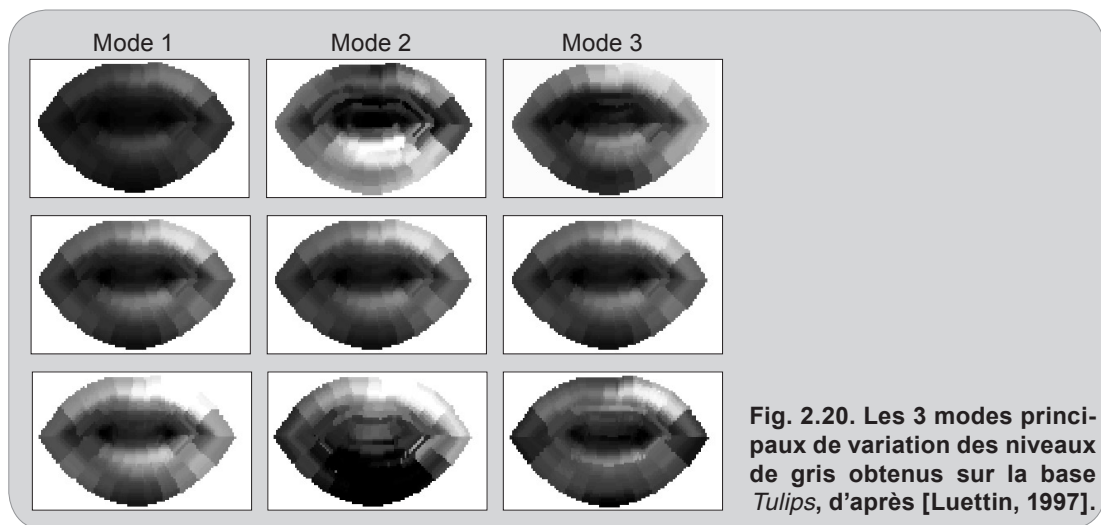 Mode 1 Mode 2 Mode 3
Fig. 2.20. Les 3 modes princi-
paux de variation des niveaux
de gris obtenus sur la base
Tulips, d'après [Luettin, 1997].